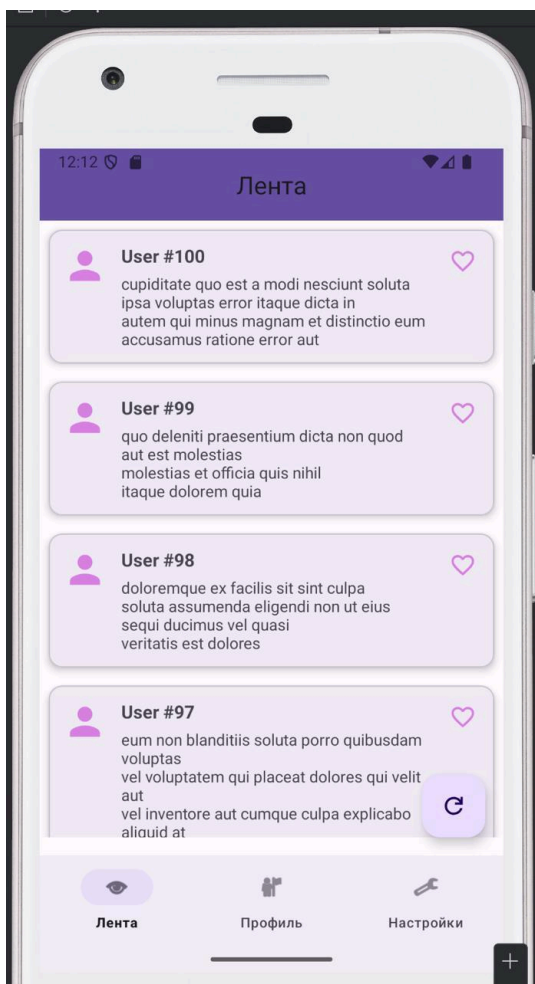 12:12
Лента
User #100
cupiditate quo est a modi nesciunt soluta
ipsa voluptas error itaque dicta in
autem qui minus magnam et distinctio eum
accusamus ratione error aut
User #99
quo deleniti praesentium dicta non quod
aut est molestias
molestias et officia quis nihil
itaque dolorem quia
User #98
doloremque ex facilis sit sint culpa
soluta assumenda eligendi non ut eius
sequi ducimus vel quasi
veritatis est dolores
User #97
eum non blanditiis soluta porro quibusdam
voluptas
vel voluptatem qui placeat dolores qui velit
aut
vel inventore aut cumque culpa explicabo
aliquid at
Лента
Профиль
Настройки